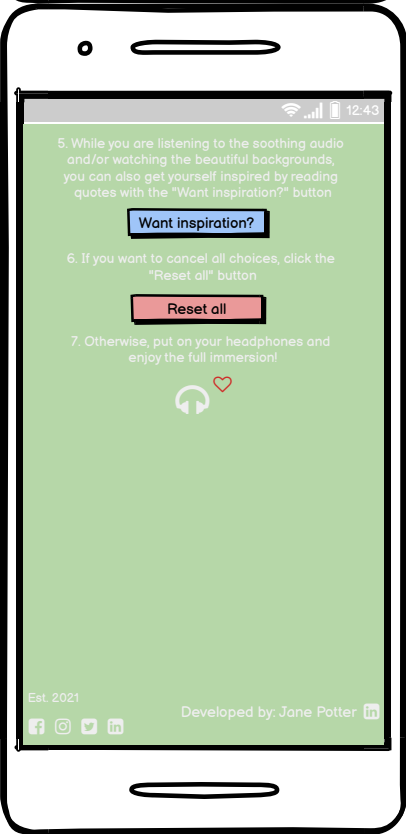 12:43
5. While you are listening to the soothing audio
and/or watching the beautiful backgrounds,
you can also get yourself inspired by reading
quotes with the "Want inspiration?" button
Want inspiration?
6. If you want to cancel all choices, click the
"Reset all" button
Reset all
7. Otherwise, put on your headphones and
enjoy the full immersion!
Est. 2021
Developed by: Jane Potter